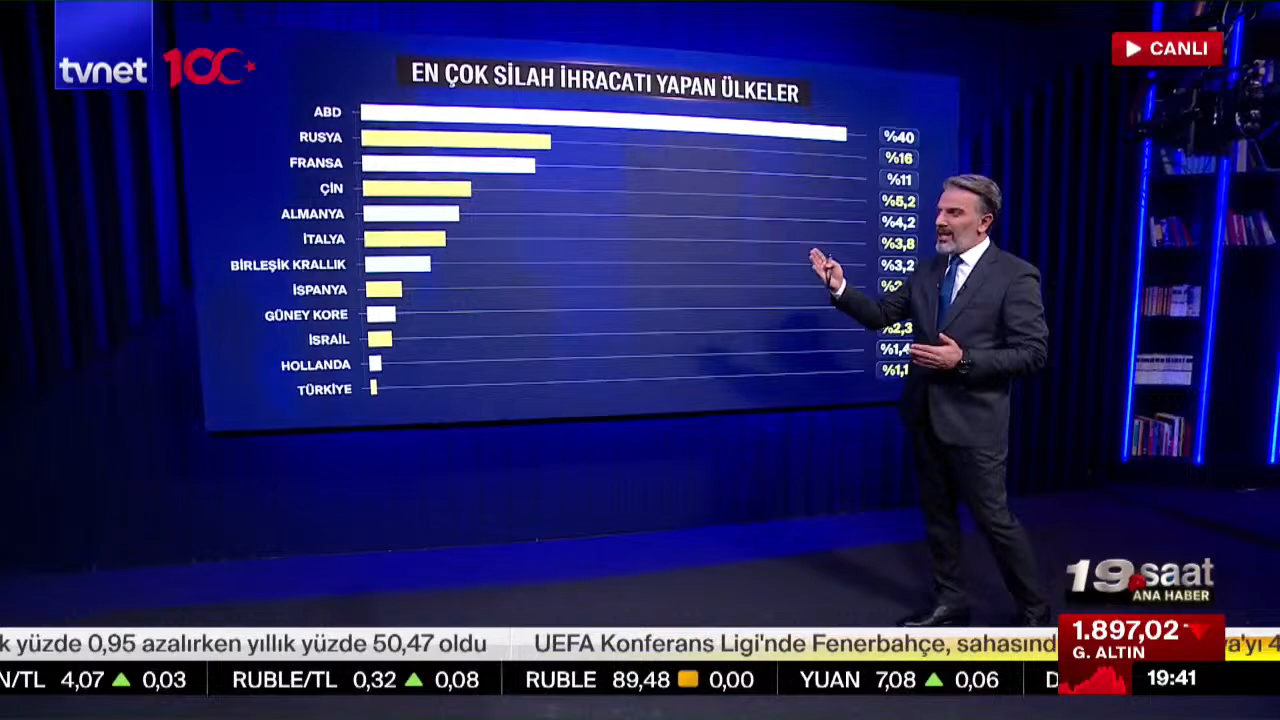 tvnet
100
CANLI
EN ÇOK SİLAH İHRACATI YAPAN ÜLKELER
ABD %40
RUSYA %16
FRANSA %11
ÇİN %5,2
ALMANYA %4,2
İTALYA %3,8
BİRLEŞİK KRALLIK %3,2
İSPANYA
GÜNEY KORE
İSRAİL %2,3
HOLLANDA %1,4
TÜRKİYE %1,1
19 saat
ANA HABER
k yüzde 0,95 azalırken yıllık yüzde 50,47 oldu UEFA Konferans Ligi'nde Fenerbahçe, sahasınd
1.897,02
G. ALTIN
N/TL 4,07 0,03 RUBLE/TL 0,32 0,08 RUBLE 89,48 0,00 YUAN 7,08 0,06
19:41